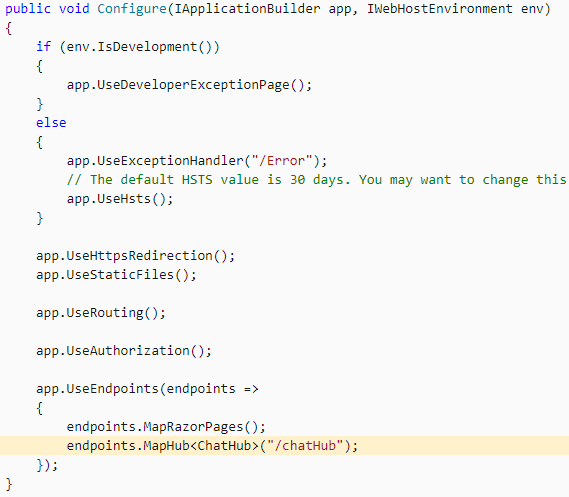 public void Configure(IApplicationBuilder app, IWebHostEnvironment env)
{
    if (env.IsDevelopment())
    {
        app.UseDeveloperExceptionPage();
    }
    else
    {
        app.UseExceptionHandler("/Error");
        // The default HSTS value is 30 days. You may want to change this
        app.UseHsts();
    }

    app.UseHttpsRedirection();
    app.UseStaticFiles();

    app.UseRouting();

    app.UseAuthorization();

    app.UseEndpoints(endpoints =>
    {
        endpoints.MapRazorPages();
        endpoints.MapHub<ChatHub>("/chatHub");
    });
}